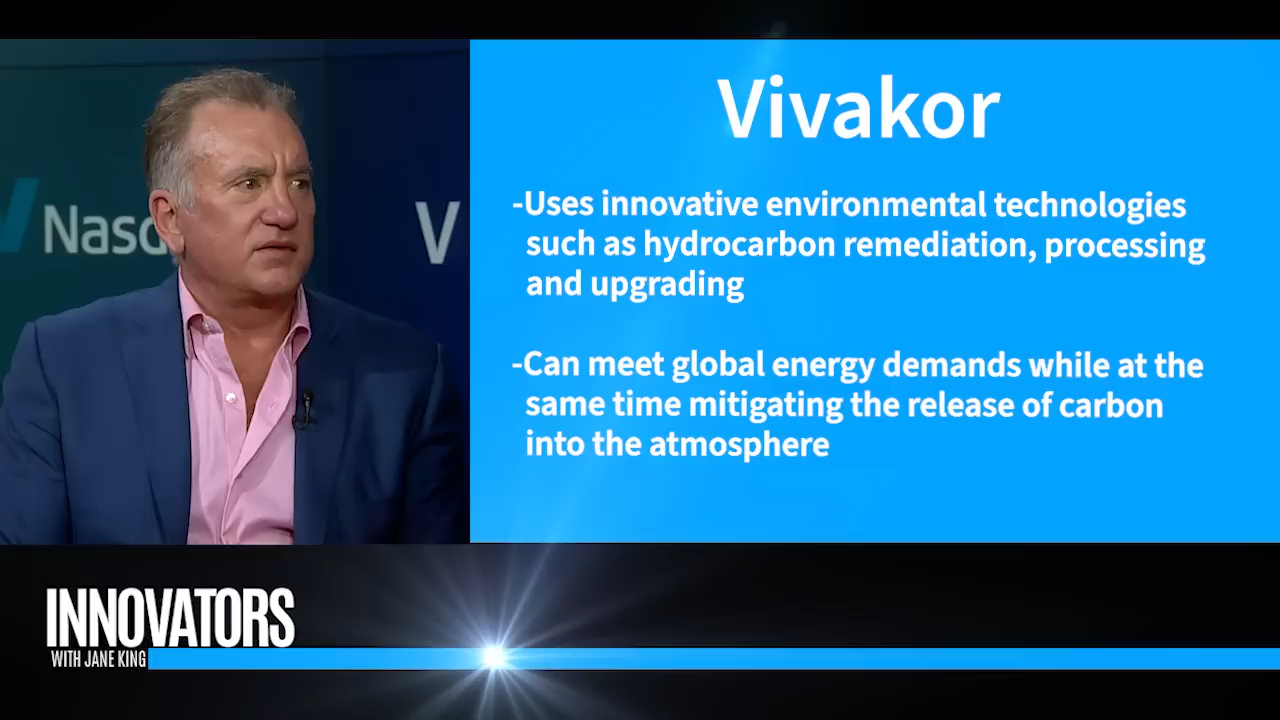 Vivakor
-Uses innovative environmental technologies
such as hydrocarbon remediation, processing
and upgrading
-Can meet global energy demands while at the
same time mitigating the release of carbon
into the atmosphere
Nasd
V
INNOVATORS
WITH JANE KING